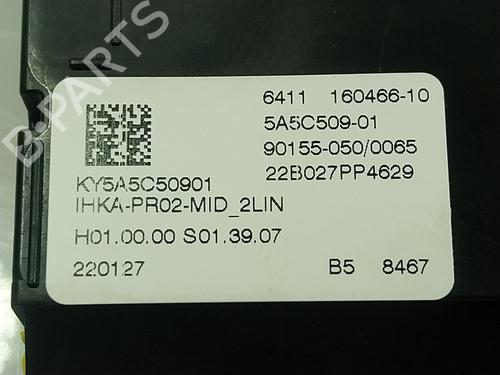 6411 160466-10
5A5C509-01
90155-050/0065
22B027PP4629
KY5A5C50901
IHKA-PR02-MID_2LIN
H01.00.00 S01.39.07
220127 B5 8467
B-PARTS